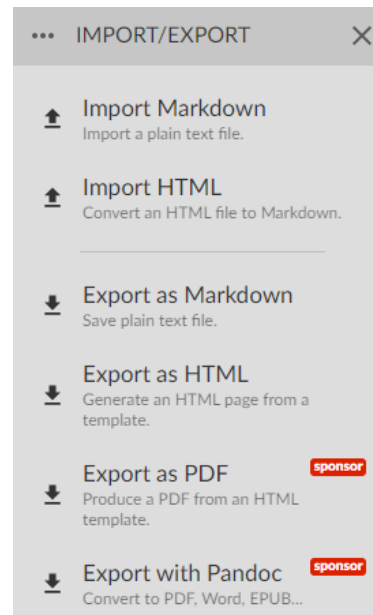 IMPORT/EXPORT
Import Markdown
Import a plain text file.
Import HTML
Convert an HTML file to Markdown.
Export as Markdown
Save plain text file.
Export as HTML
Generate an HTML page from a
template.
Export as PDF
sponsor
Produce a PDF from an HTML
template.
Export with Pandoc
sponsor
Convert to PDF, Word, EPUB...